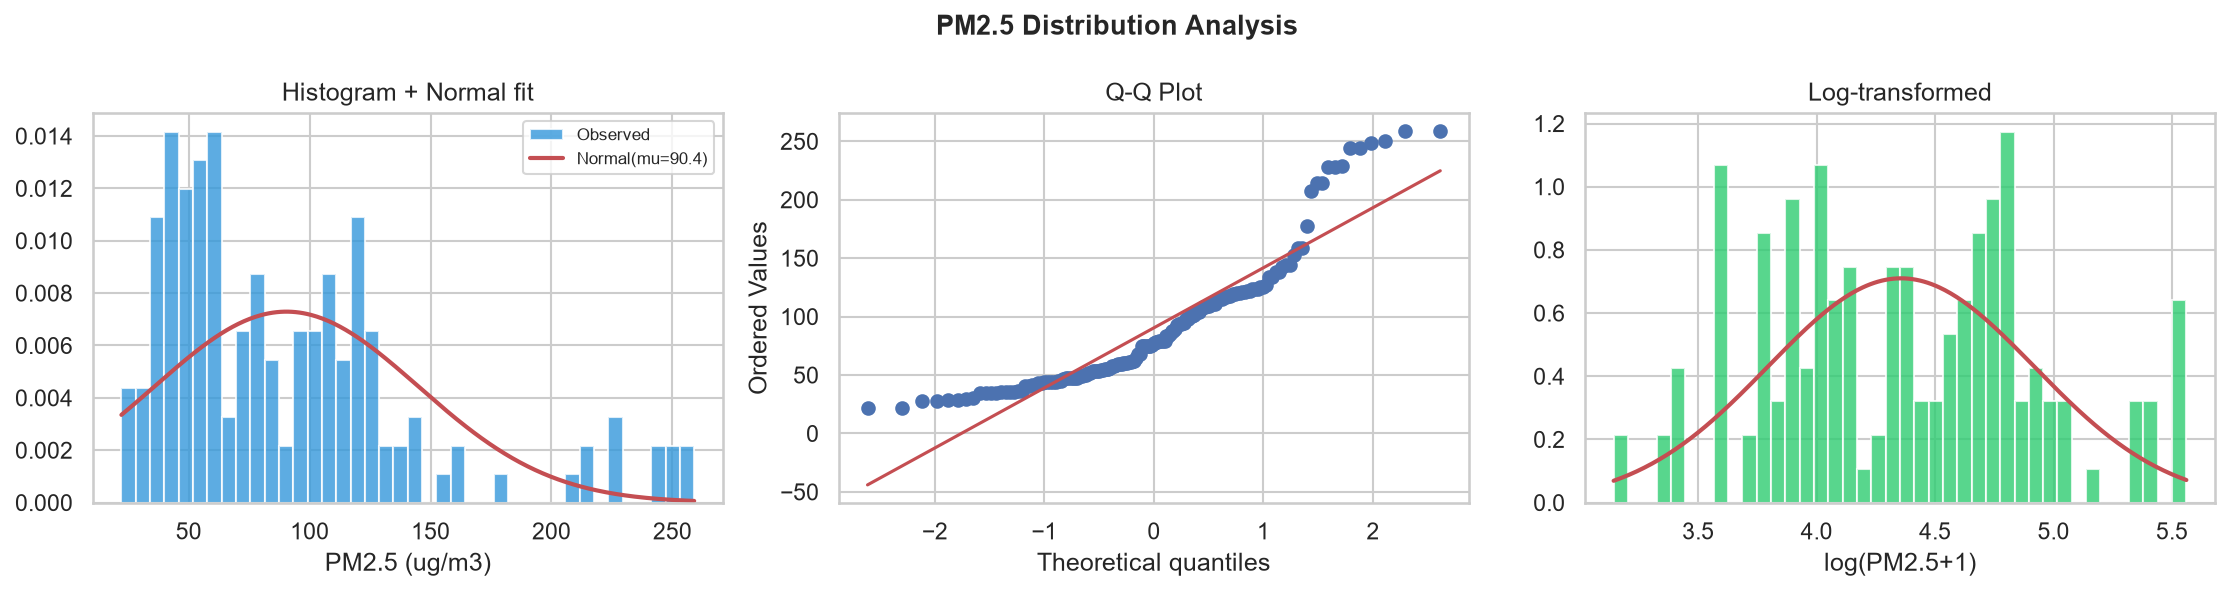 PM2.5 Distribution Analysis
Histogram + Normal fit
0.014
0.012
0.010
0.008
0.006
0.004
0.002
0.000
Observed
Normal(mu=90.4)
50 100 150 200 250
PM2.5 (ug/m3)
Q-Q Plot
Ordered Values
250
200
150
100
50
0
−50
−2 −1 0 1 2
Theoretical quantiles
Log-transformed
1.2
1.0
0.8
0.6
0.4
0.2
0.0
3.5 4.0 4.5 5.0 5.5
log(PM2.5+1)